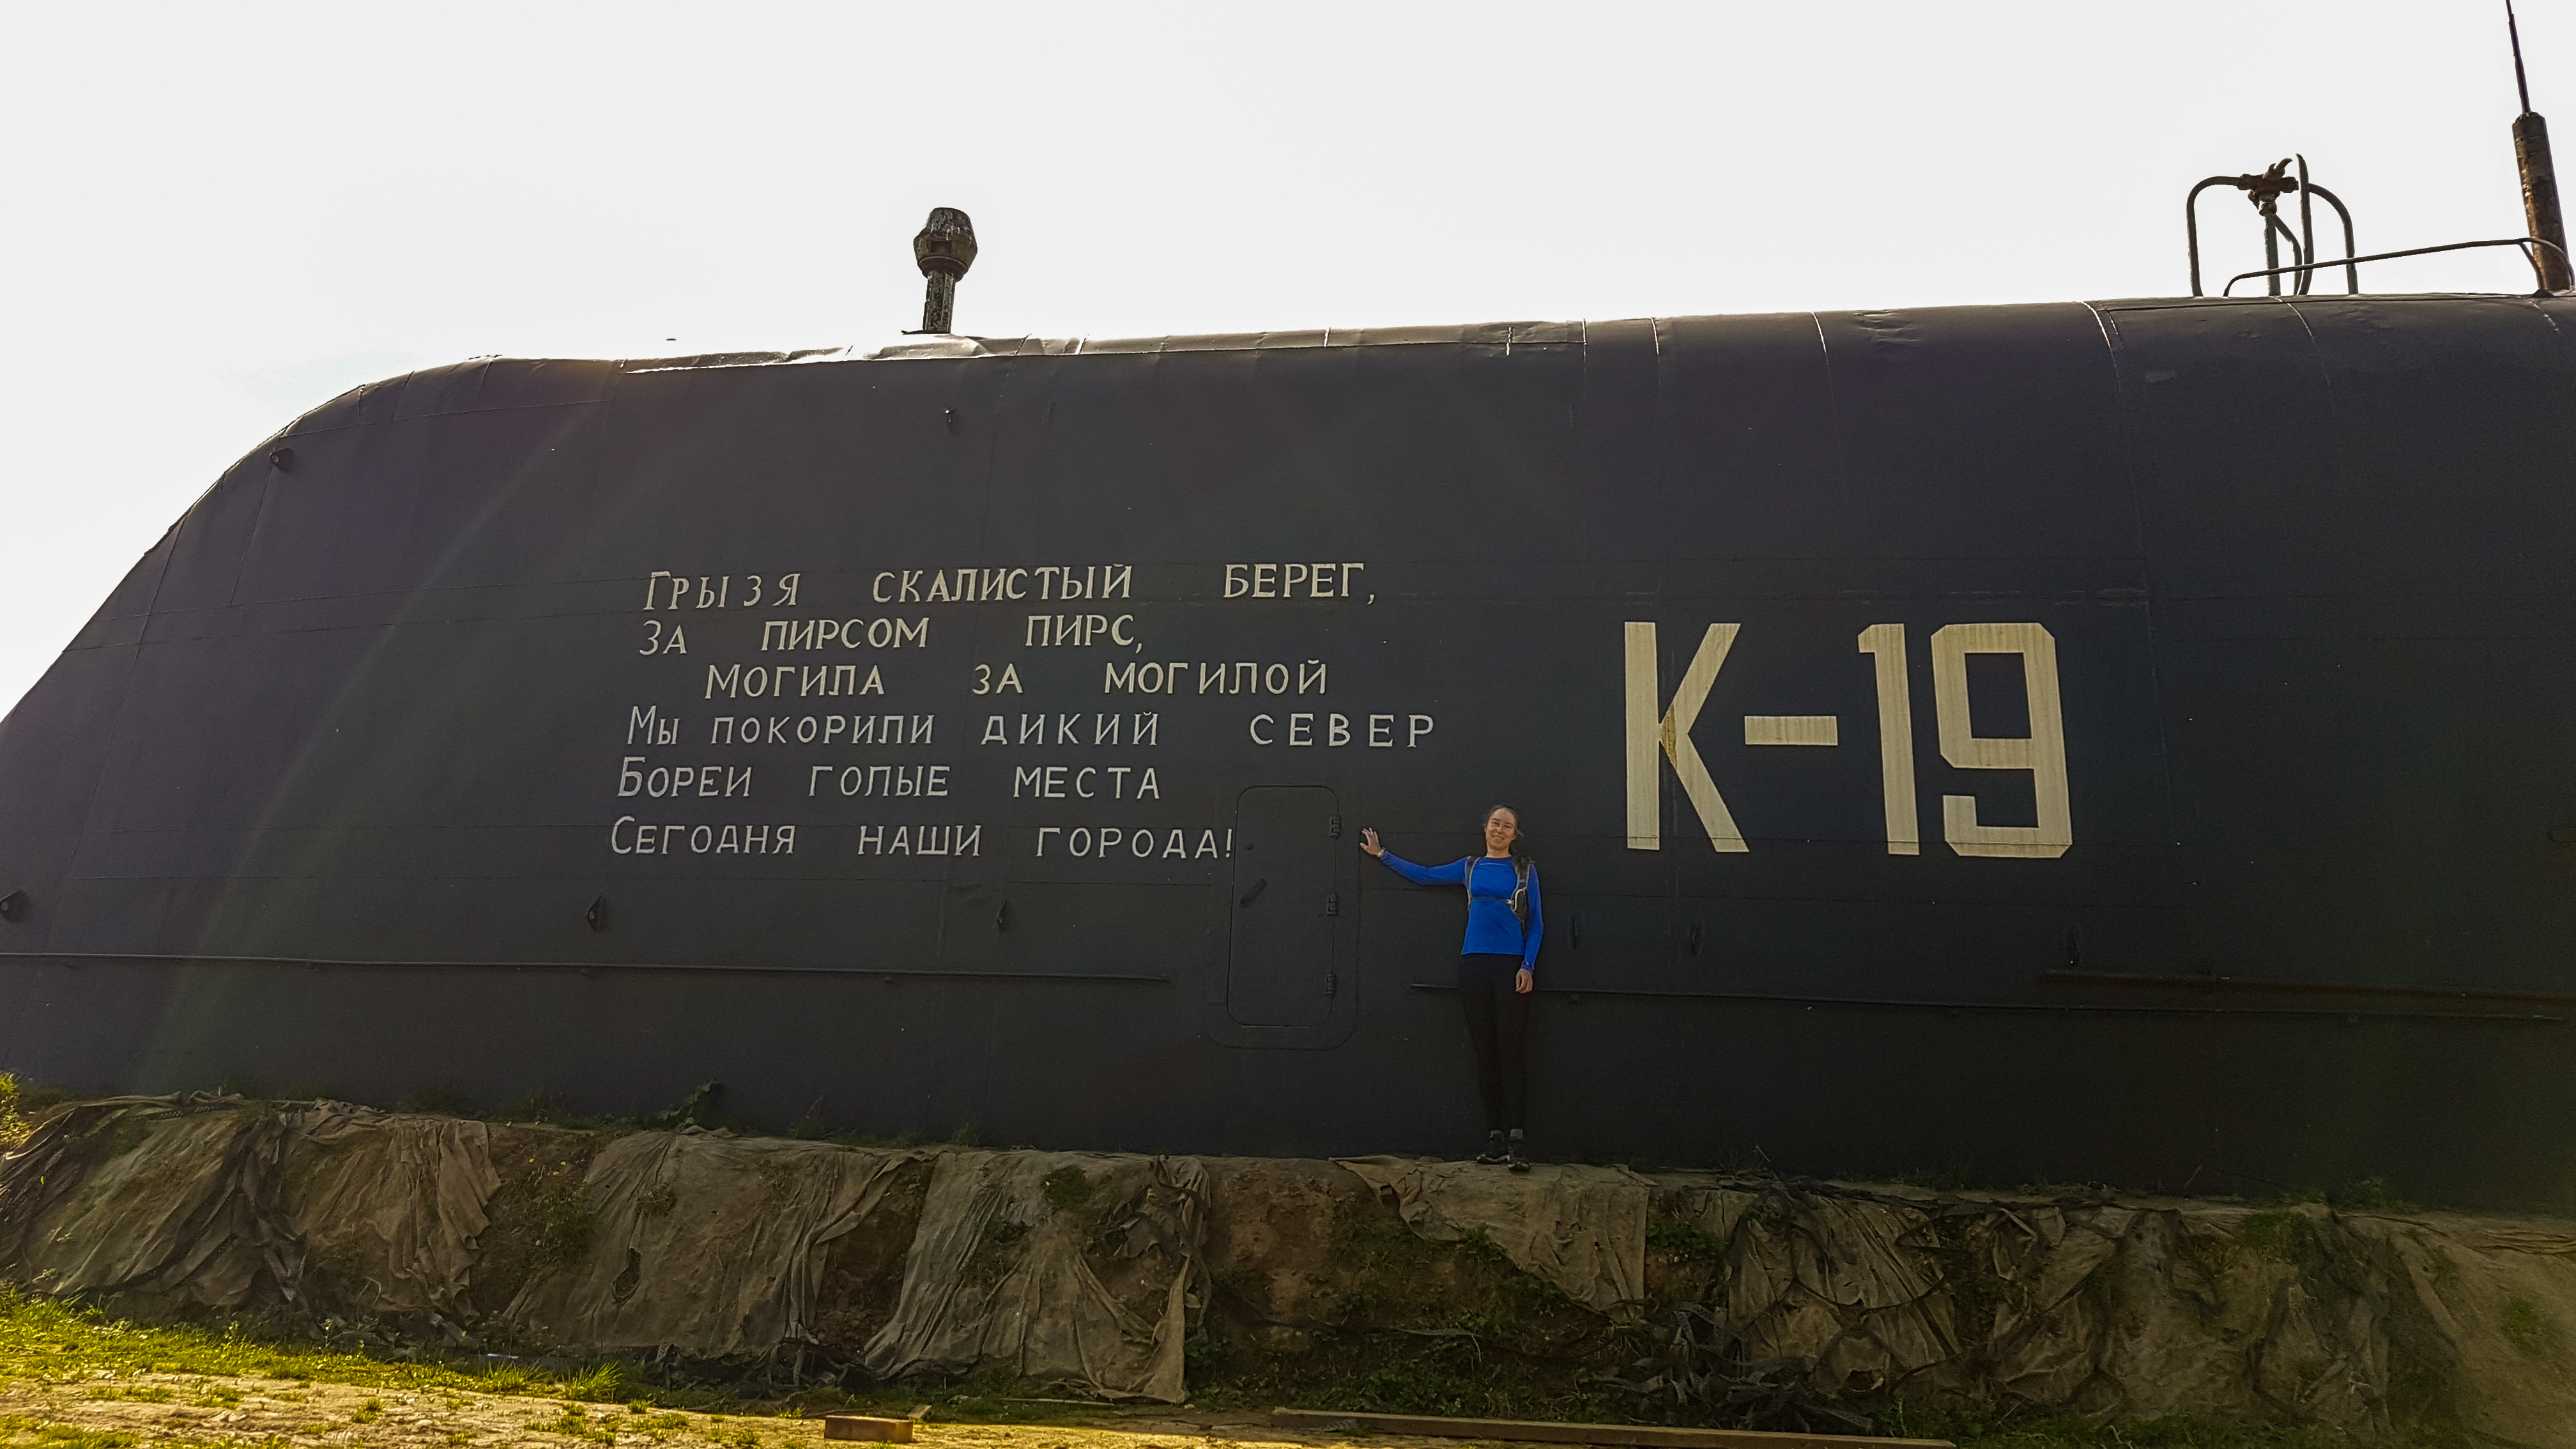 Грызя скалистый берег,
за пирсом пирс,
могила за могилой
Мы покорили дикий север
Бореи голые места
Сегодня наши города!
К-19